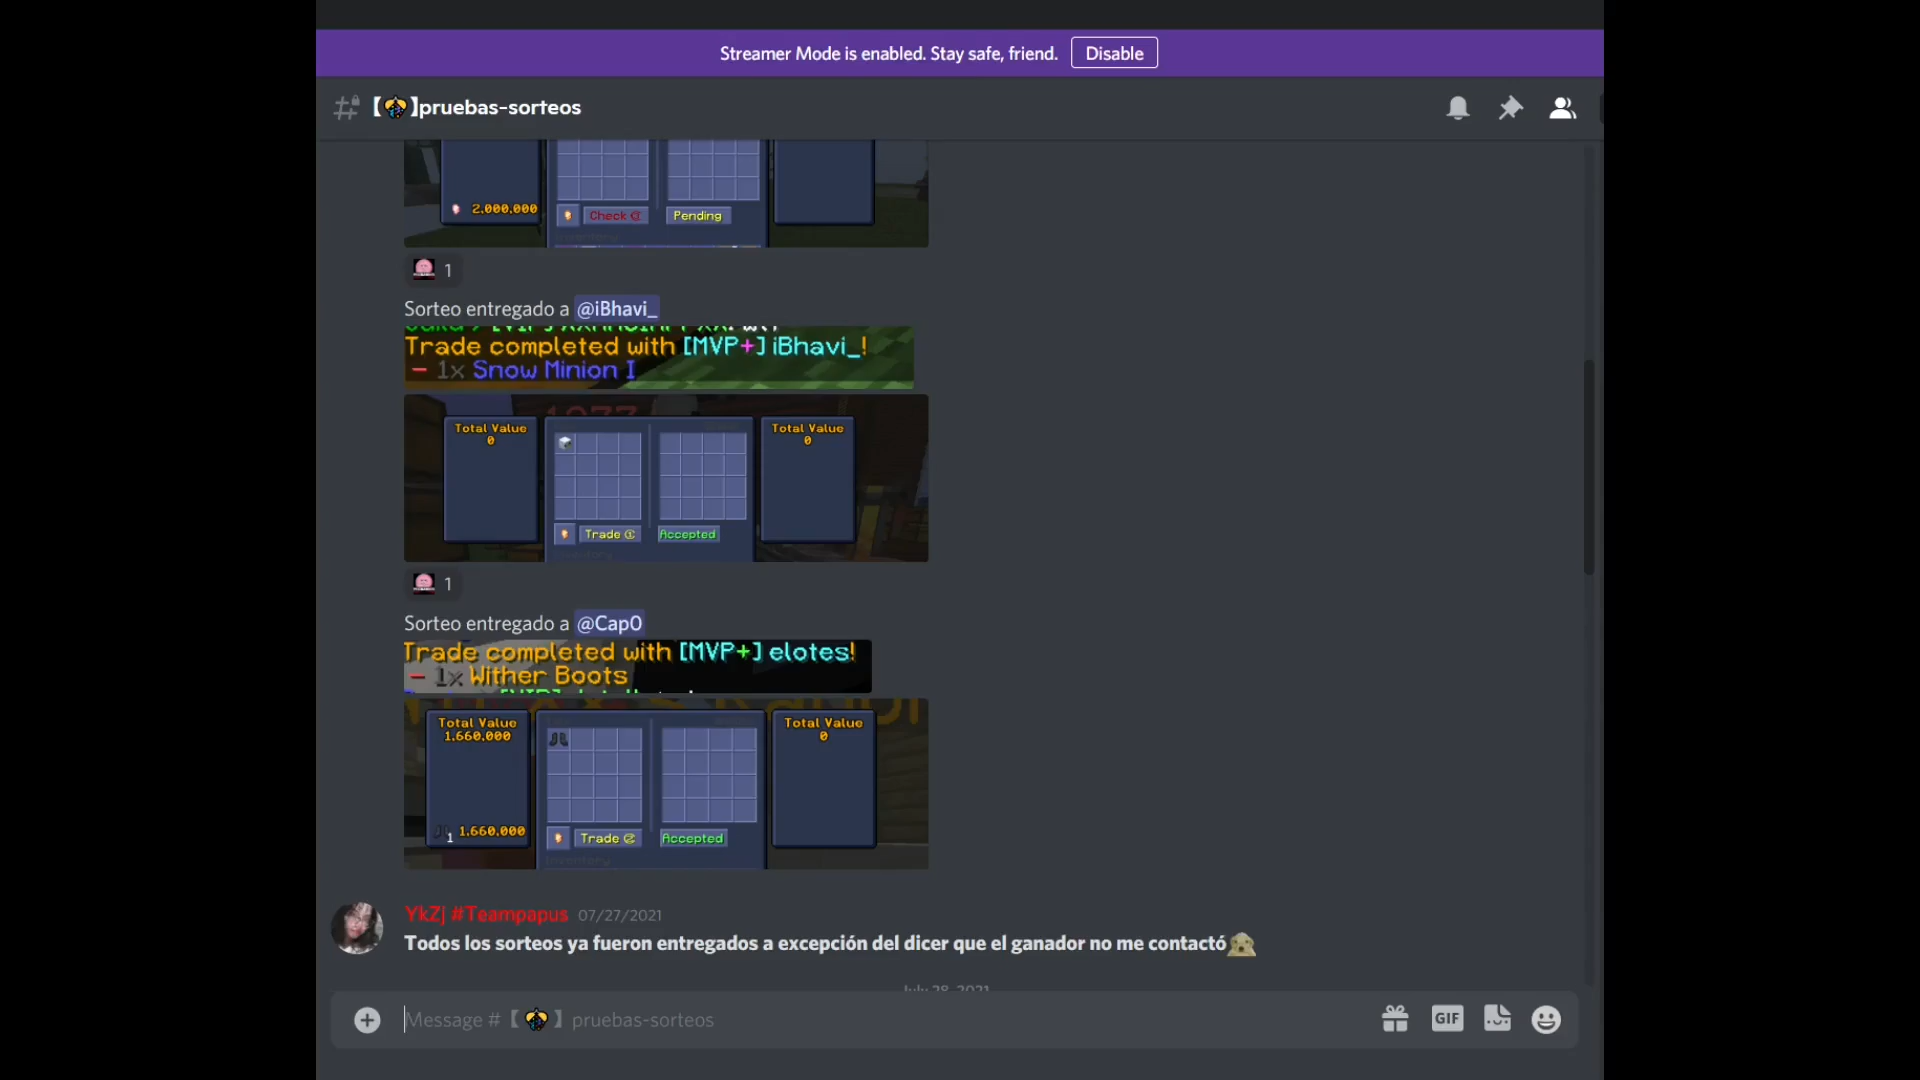 Streamer Mode is enabled. Stay safe, friend. Disable
【】pruebas-sorteos
2,000,000 Check Pending
1
Sorteo entregado a @iBhavi_
Trade completed with [MVP+] iBhavi_!
- 1x Snow Minion I
Total Value Total Value
0 0
Trade Accepted
1
Sorteo entregado a @Cap0
Trade completed with [MVP+] elotes!
- 1x Wither Boots
Total Value Total Value
1,660,000 0
1 1,660,000
Trade Accepted
YkZj #Teampapus 07/27/2021
Todos los sorteos ya fueron entregados a excepción del dicer que el ganador no me contactó
July 28, 2021
Message #【】pruebas-sorteos GIF